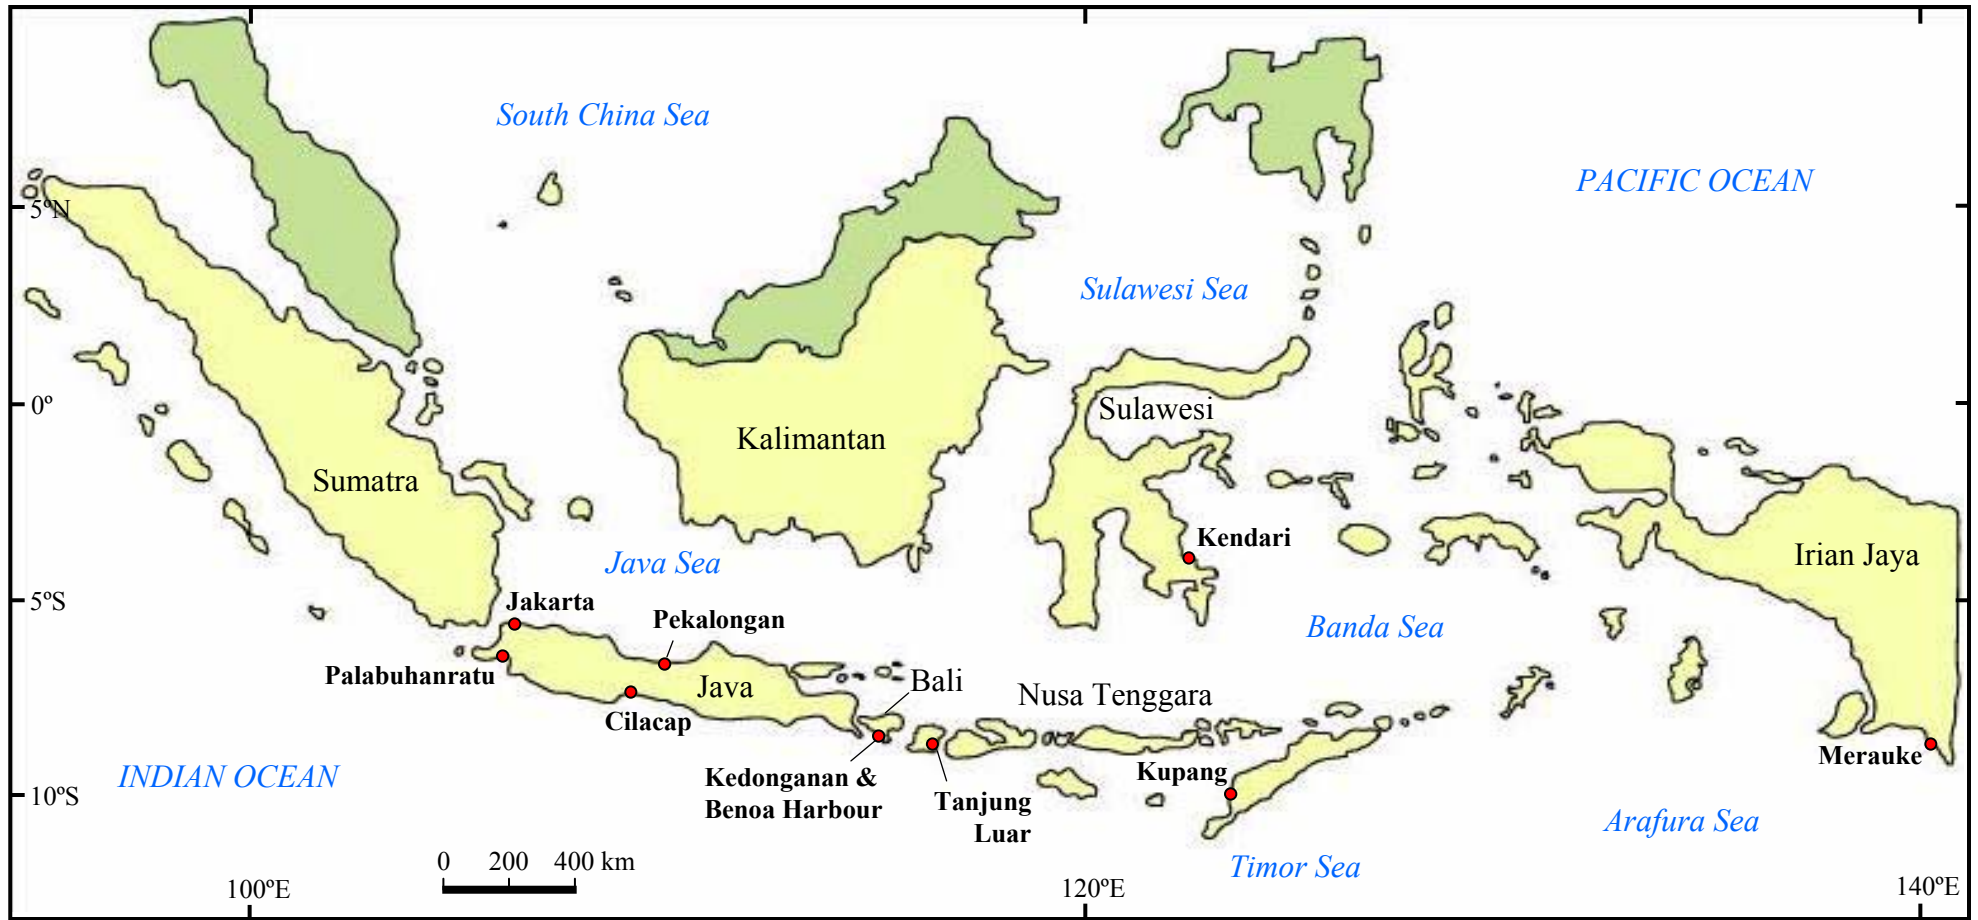 South China Sea
PACIFIC OCEAN
5ºN
Sulawesi Sea
0º
Sulawesi
Kalimantan
Sumatra
Kendari
Irian Jaya
Java Sea
5ºS
Jakarta
Pekalongan
Banda Sea
Palabuhanratu
Java
Bali
Nusa Tenggara
Cilacap
Merauke
INDIAN OCEAN
Kedonganan &
Benoa Harbour
Kupang
10ºS
Tanjung
Luar
Arafura Sea
0 200 400 km
Timor Sea
100ºE
120ºE
140ºE